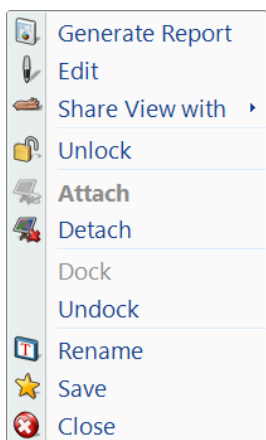 Generate Report
Edit
Share View with
Unlock
Attach
Detach
Dock
Undock
Rename
Save
Close